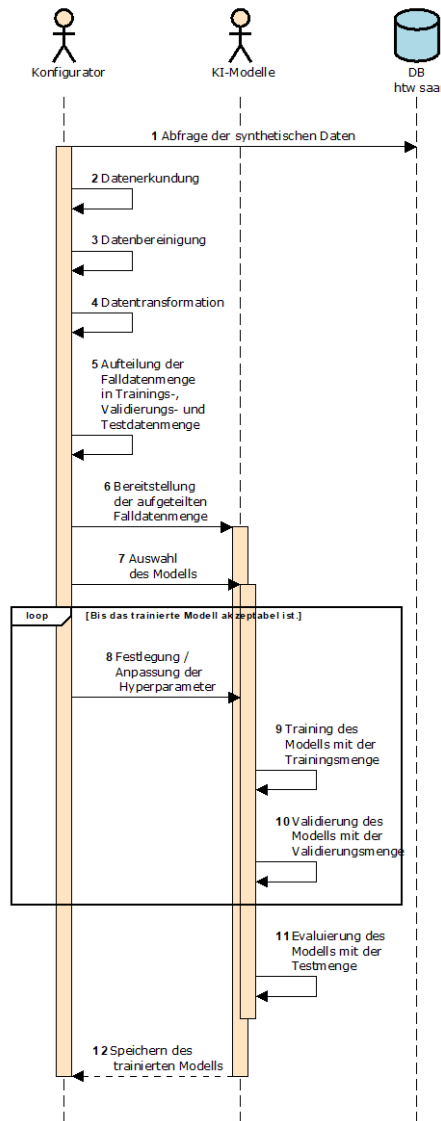 Konfigurator
KI-Modelle
DB
htw saar
1 Abfrage der synthetischen Daten
2 Datenerkundung
3 Datenbereinigung
4 Datentransformation
5 Aufteilung der
Falldatenmenge
in Trainings-,
Validierungs- und
Testdatenmenge
6 Bereitstellung
der aufgeteilten
Falldatenmenge
7 Auswahl
des Modells
loop
[Bis das trainierte Modell akzeptabel ist.]
8 Festlegung /
Anpassung der
Hyperparameter
9 Training des
Modells mit der
Trainingsmenge
10 Validierung des
Modells mit der
Validierungsmenge
11 Evaluierung des
Modells mit der
Testmenge
12 Speichern des
trainierten Modells